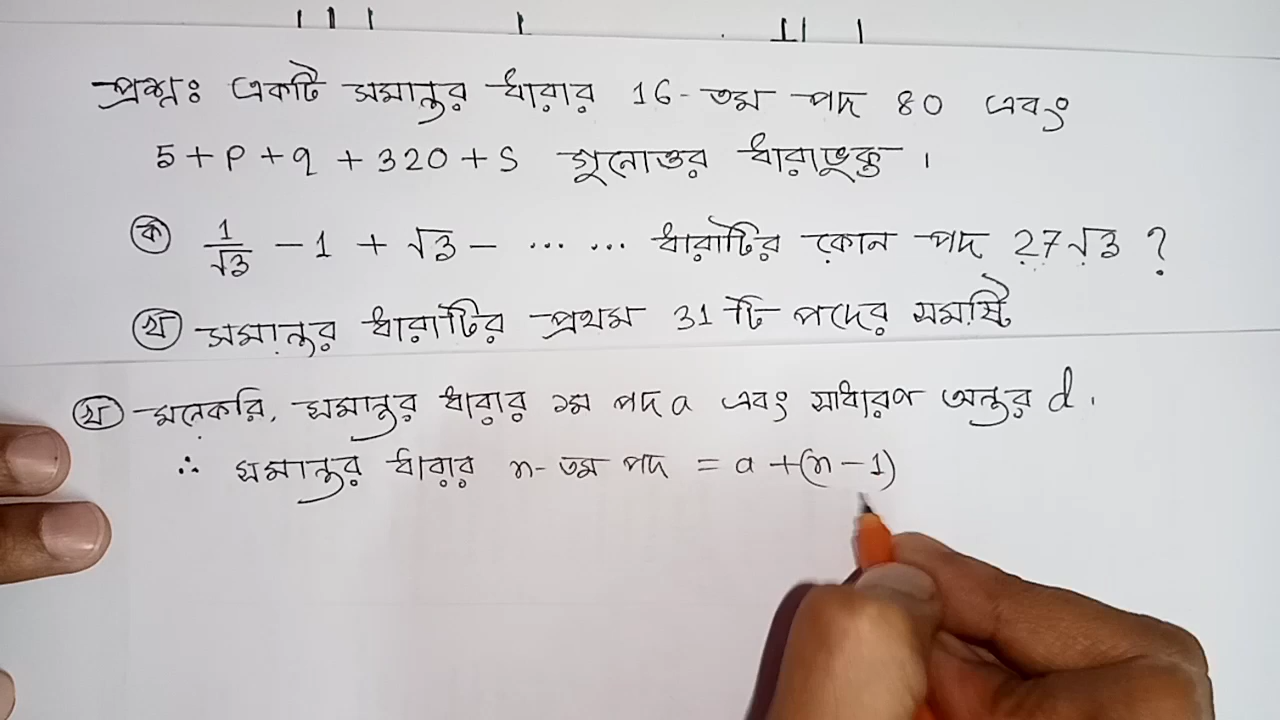 প্রশ্নঃ একটি সমান্তর ধারার 16-তম পদ 80 এবং
5+p+q+320+S গুনোত্তর ধারাভুক্ত ।
ক 1/√3 - 1 + √3 - ... ... ধারাটির কোন পদ 27√3 ?
খ সমান্তর ধারাটির প্রথম 31 টি পদের সমষ্টি
খ মনেকরি, সমান্তর ধারার ১ম পদ a এবং সাধারণ অন্তর d.
∴ সমান্তর ধারার n-তম পদ = a+(n-1)